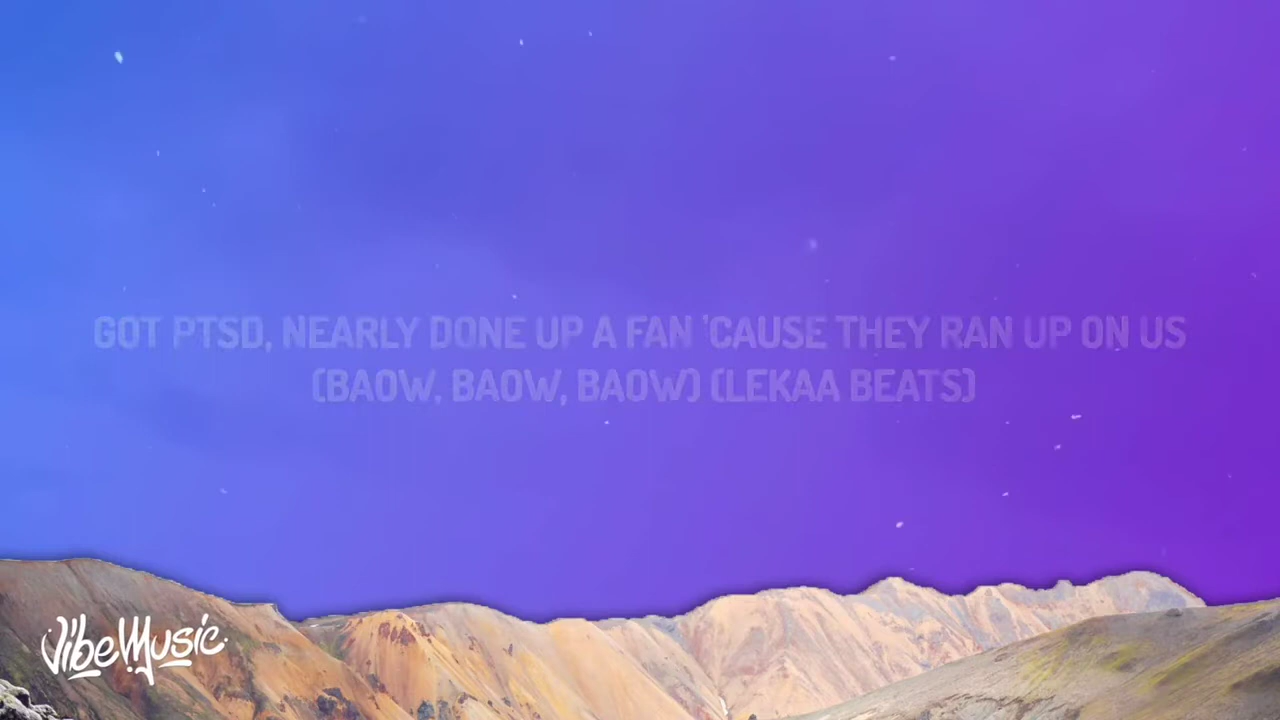 GOT PTSD, NEARLY DONE UP A FAN 'CAUSE THEY RAN UP ON US
(BAOW, BAOW, BAOW) (LEKAA BEATS)
VibeMusic